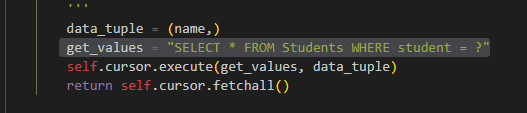 '''
data_tuple = (name,)
get_values = "SELECT * FROM Students WHERE student = ?"
self.cursor.execute(get_values, data_tuple)
return self.cursor.fetchall()